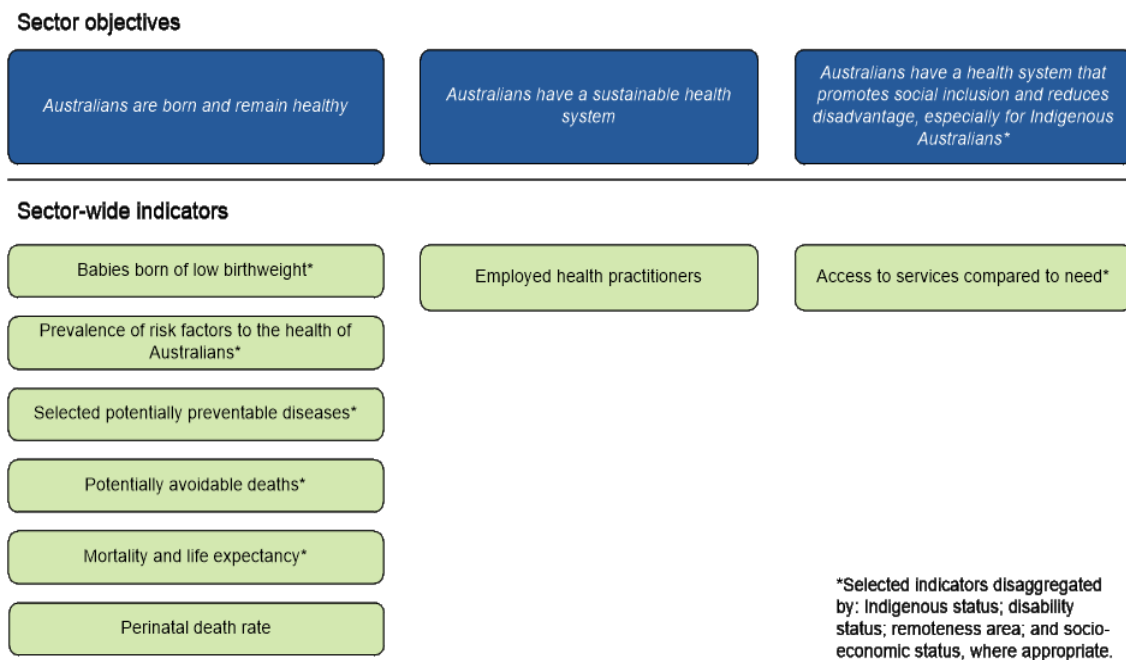 Sector objectives
Australians are born and remain healthy
Australians have a sustainable health
system
Australians have a health system that
promotes social inclusion and reduces
disadvantage, especially for Indigenous
Australians*
Sector-wide indicators
Babies born of low birthweight*
Prevalence of risk factors to the health of
Australians*
Selected potentially preventable diseases*
Potentially avoidable deaths*
Mortality and life expectancy*
Perinatal death rate
Employed health practitioners
Access to services compared to need*
*Selected indicators disaggregated
by: Indigenous status; disability
status; remoteness area; and socio-
economic status, where appropriate.